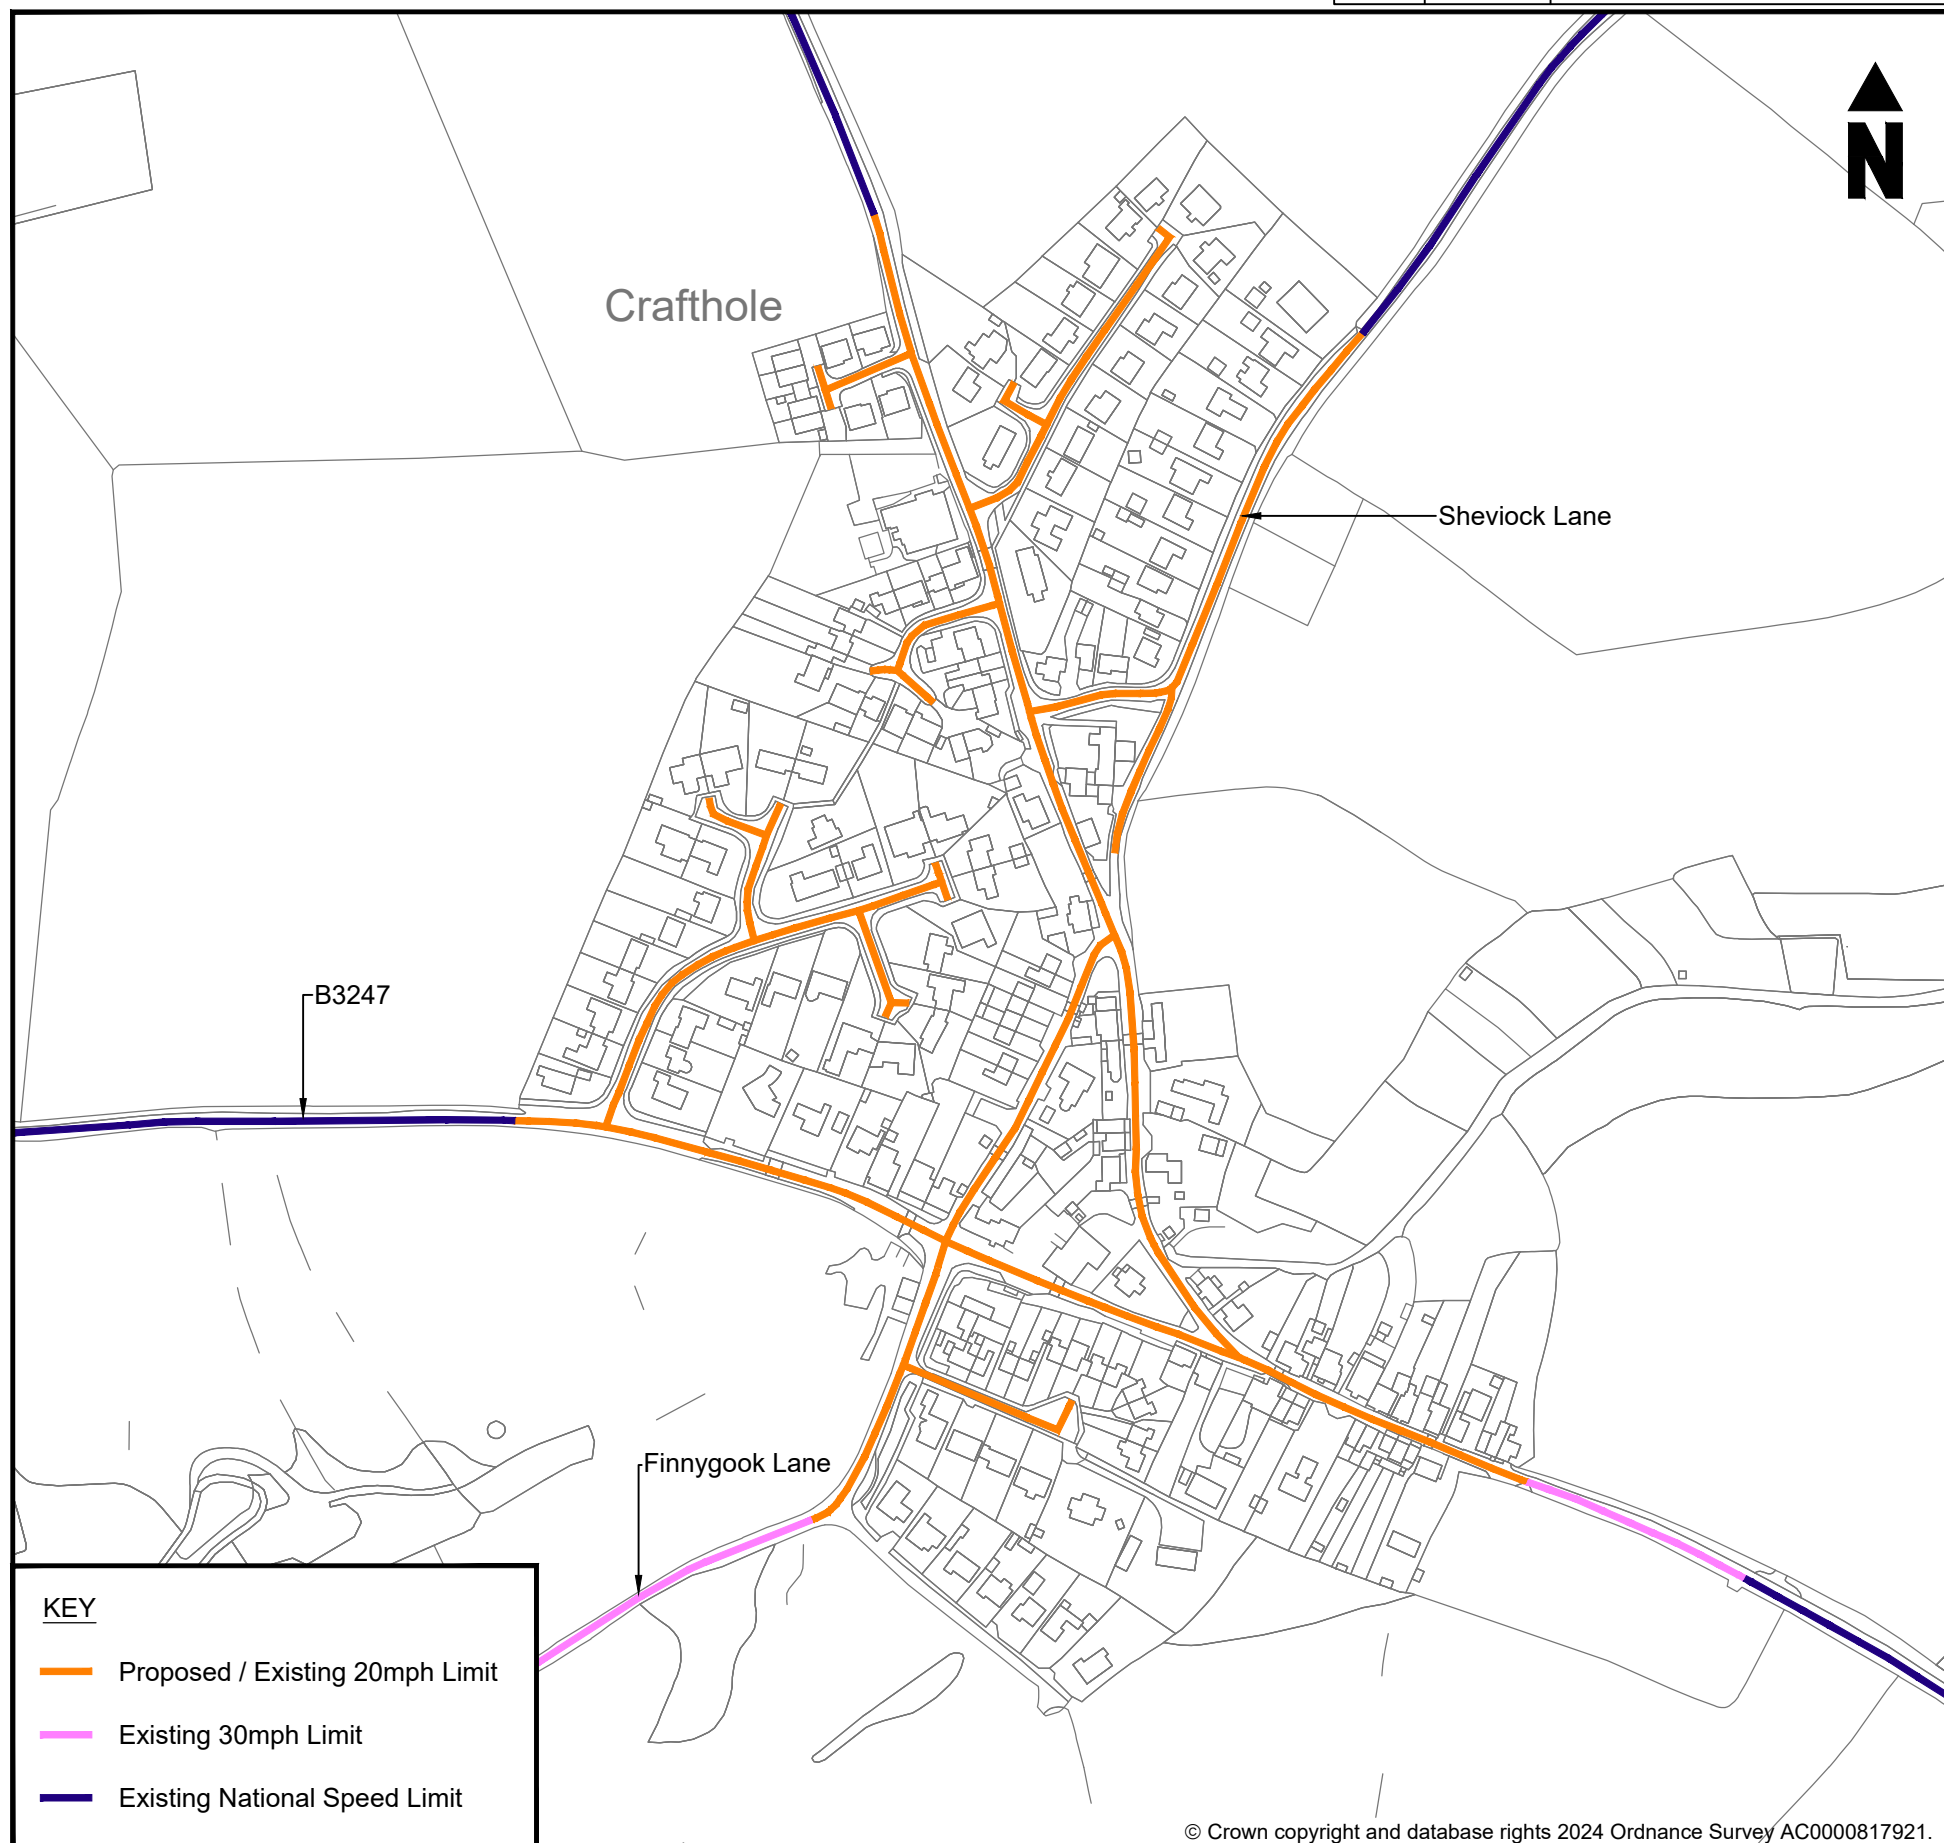 N
Crafthole
Sheviock Lane
B3247
Finnygook Lane
KEY
Proposed / Existing 20mph Limit
Existing 30mph Limit
Existing National Speed Limit
© Crown copyright and database rights 2024 Ordnance Survey AC0000817921.